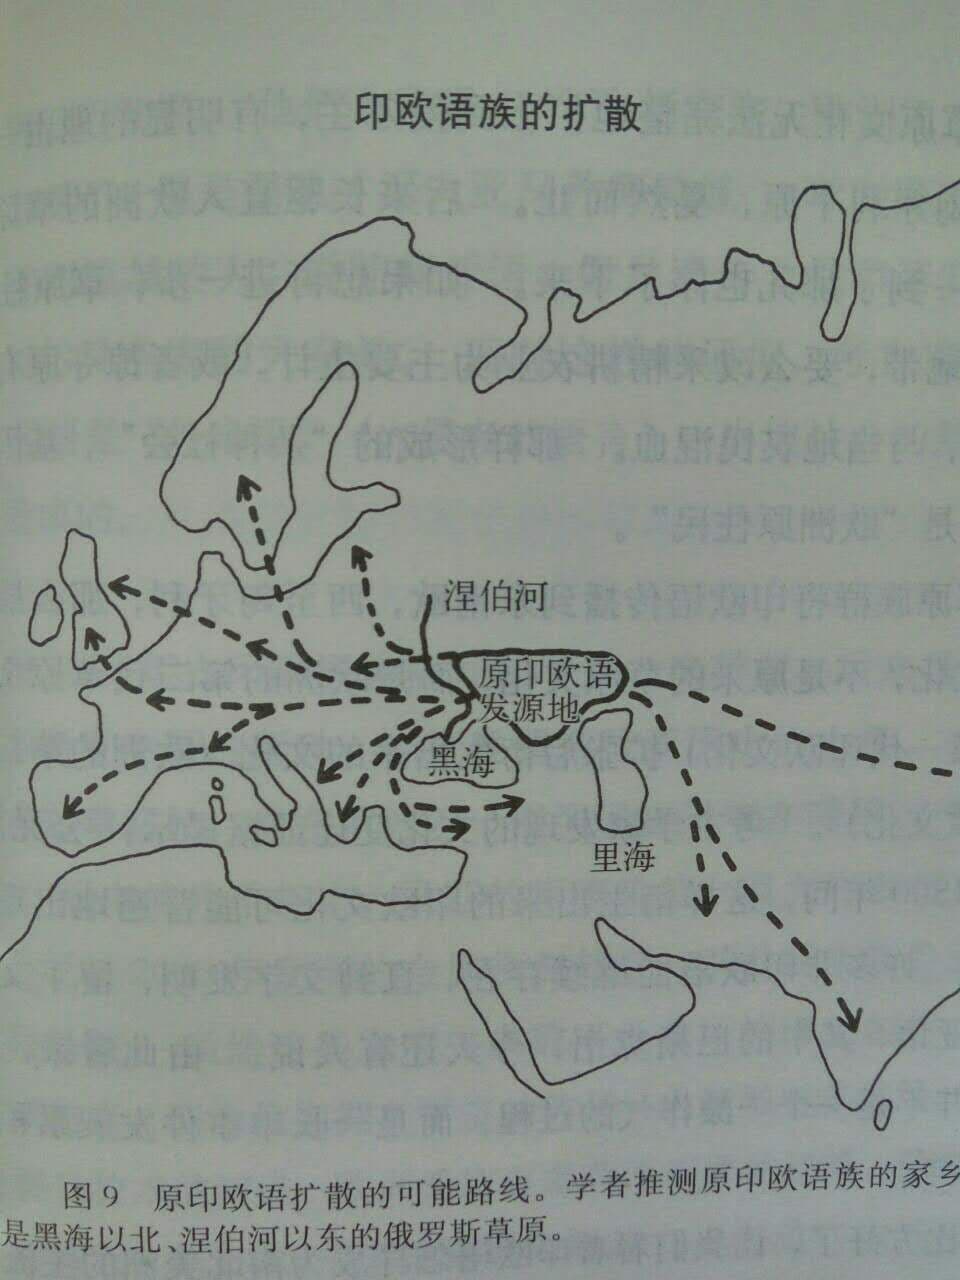 印欧语族的扩散
涅伯河
原印欧语
发源地
黑海
里海
图9 原印欧语扩散的可能路线。学者推测原印欧语族的家乡
是黑海以北、涅伯河以东的俄罗斯草原。